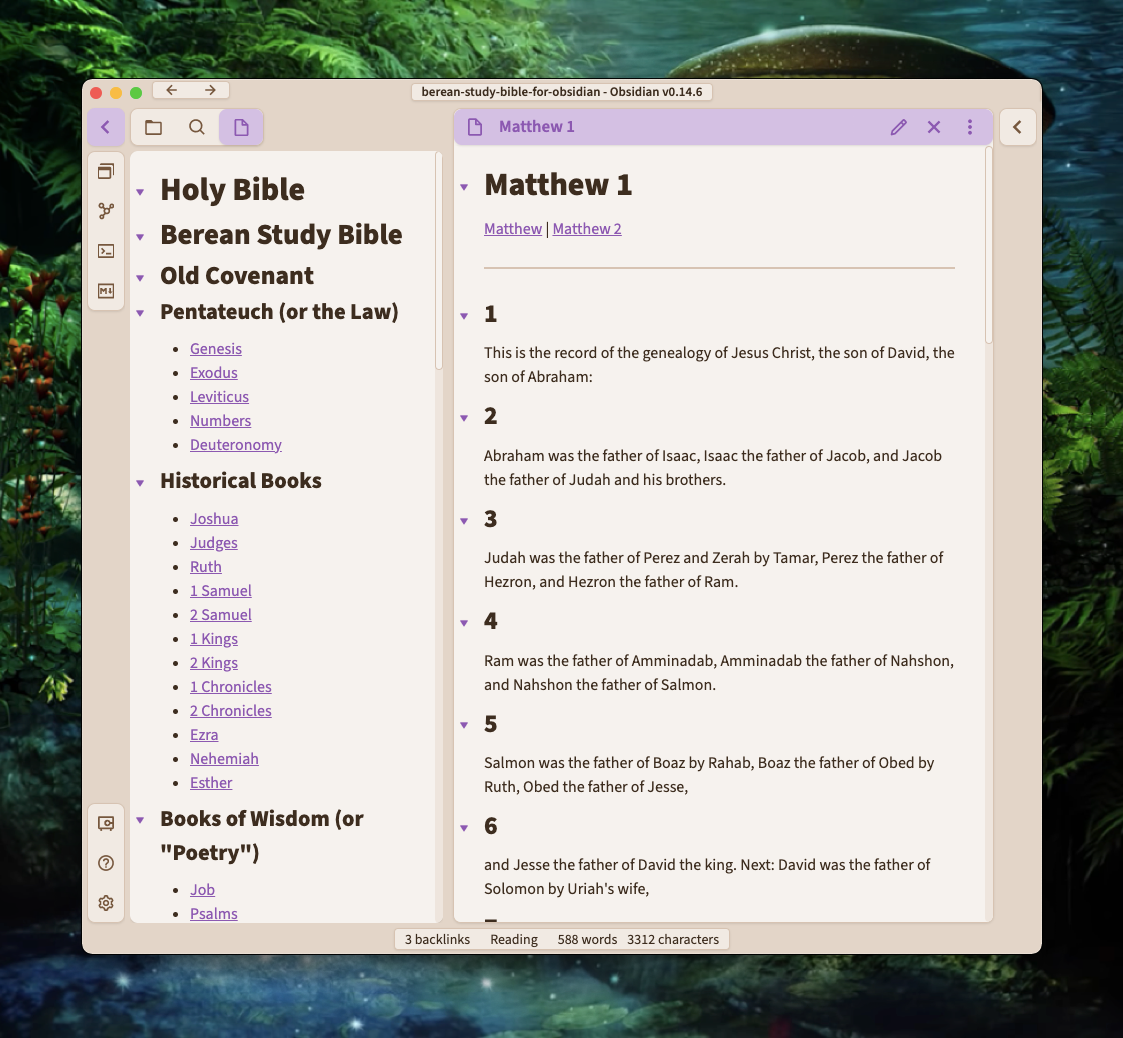 berean-study-bible-for-obsidian - Obsidian v0.14.6
Matthew 1
Holy Bible
Berean Study Bible
Old Covenant
Pentateuch (or the Law)
Genesis
Exodus
Leviticus
Numbers
Deuteronomy
Historical Books
Joshua
Judges
Ruth
1 Samuel
2 Samuel
1 Kings
2 Kings
1 Chronicles
2 Chronicles
Ezra
Nehemiah
Esther
Books of Wisdom (or
"Poetry")
Job
Psalms
Matthew 1
Matthew | Matthew 2
1
This is the record of the genealogy of Jesus Christ, the son of David, the
son of Abraham:
2
Abraham was the father of Isaac, Isaac the father of Jacob, and Jacob
the father of Judah and his brothers.
3
Judah was the father of Perez and Zerah by Tamar, Perez the father of
Hezron, and Hezron the father of Ram.
4
Ram was the father of Amminadab, Amminadab the father of Nahshon,
and Nahshon the father of Salmon.
5
Salmon was the father of Boaz by Rahab, Boaz the father of Obed by
Ruth, Obed the father of Jesse,
6
and Jesse the father of David the king. Next: David was the father of
Solomon by Uriah's wife,
3 backlinks Reading 588 words 3312 characters